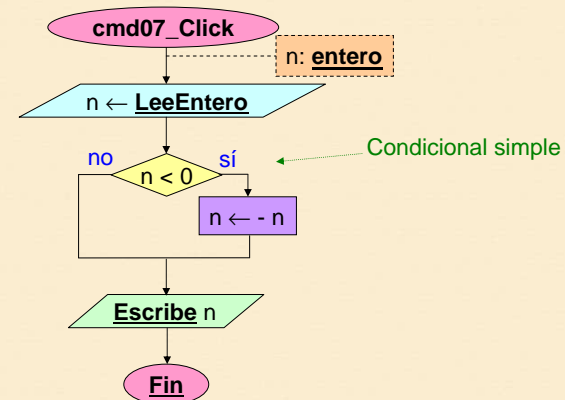 cmd07_Click
n: entero
n ← LeeEntero
Condicional simple
no
sí
n < 0
n ← - n
Escribe n
Fin